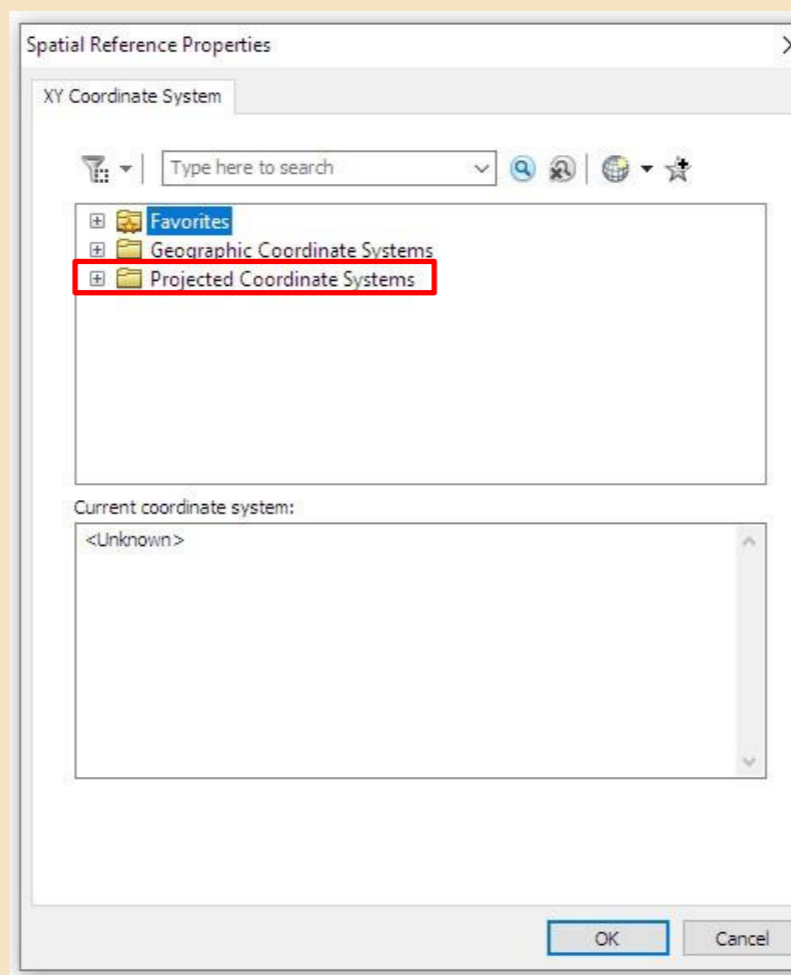 Spatial Reference Properties
XY Coordinate System
Type here to search
Favorites
Geographic Coordinate Systems
Projected Coordinate Systems
Current coordinate system:
<Unknown>
OK
Cancel